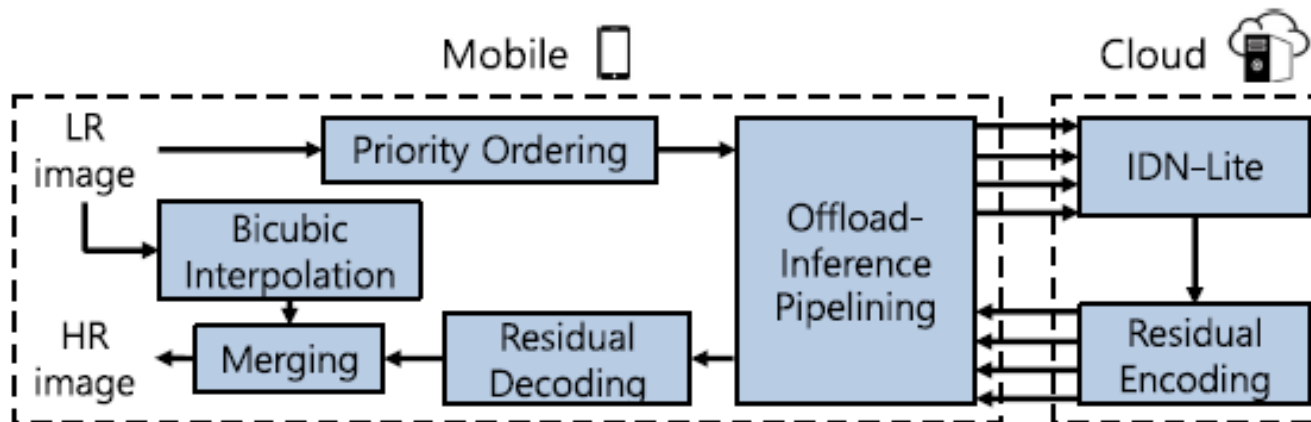 Mobile
Cloud
LR
image
Priority Ordering
Bicubic
Interpolation
Offload-
Inference
Pipelining
IDN-Lite
HR
image
Merging
Residual
Decoding
Residual
Encoding